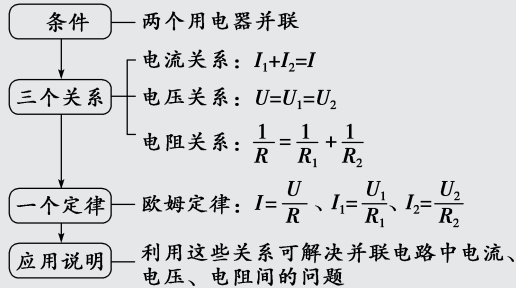 条件 两个用电器并联
电流关系：I₁+I₂=I
三个关系 电压关系：U=U₁=U₂
电阻关系：1/R=1/R₁+1/R₂
一个定律 欧姆定律：I=U/R、I₁=U₁/R₁、I₂=U₂/R₂
应用说明 利用这些关系可解决并联电路中电流、
电压、电阻间的问题